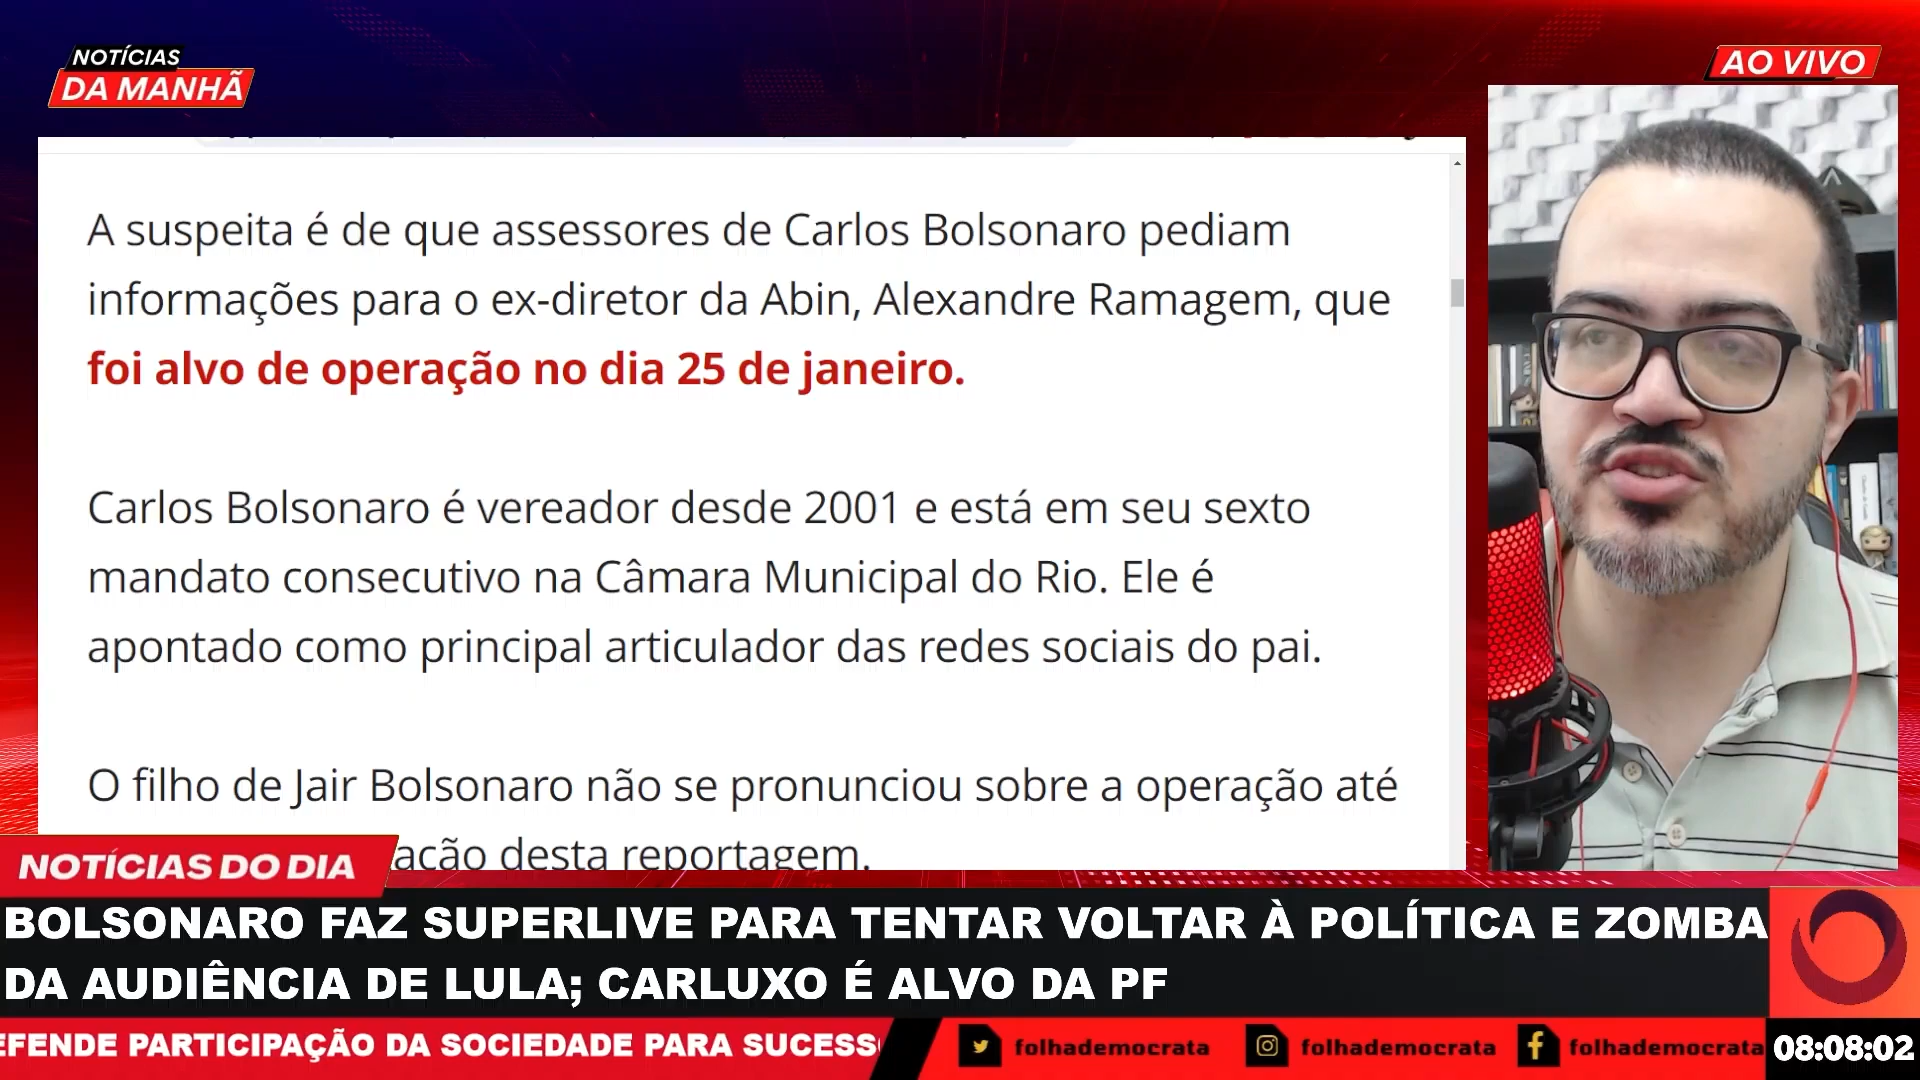 NOTÍCIAS
DA MANHÃ
AO VIVO
A suspeita é de que assessores de Carlos Bolsonaro pediam
informações para o ex-diretor da Abin, Alexandre Ramagem, que
foi alvo de operação no dia 25 de janeiro.
Carlos Bolsonaro é vereador desde 2001 e está em seu sexto
mandato consecutivo na Câmara Municipal do Rio. Ele é
apontado como principal articulador das redes sociais do pai.
O filho de Jair Bolsonaro não se pronunciou sobre a operação até
desta reportagem.
NOTÍCIAS DO DIA
BOLSONARO FAZ SUPERLIVE PARA TENTAR VOLTAR À POLÍTICA E ZOMBA
DA AUDIÊNCIA DE LULA; CARLUXO É ALVO DA PF
EFENDE PARTICIPAÇÃO DA SOCIEDADE PARA SUCESS
folhademocrata
folhademocrata
folhademocrata
08:08:02